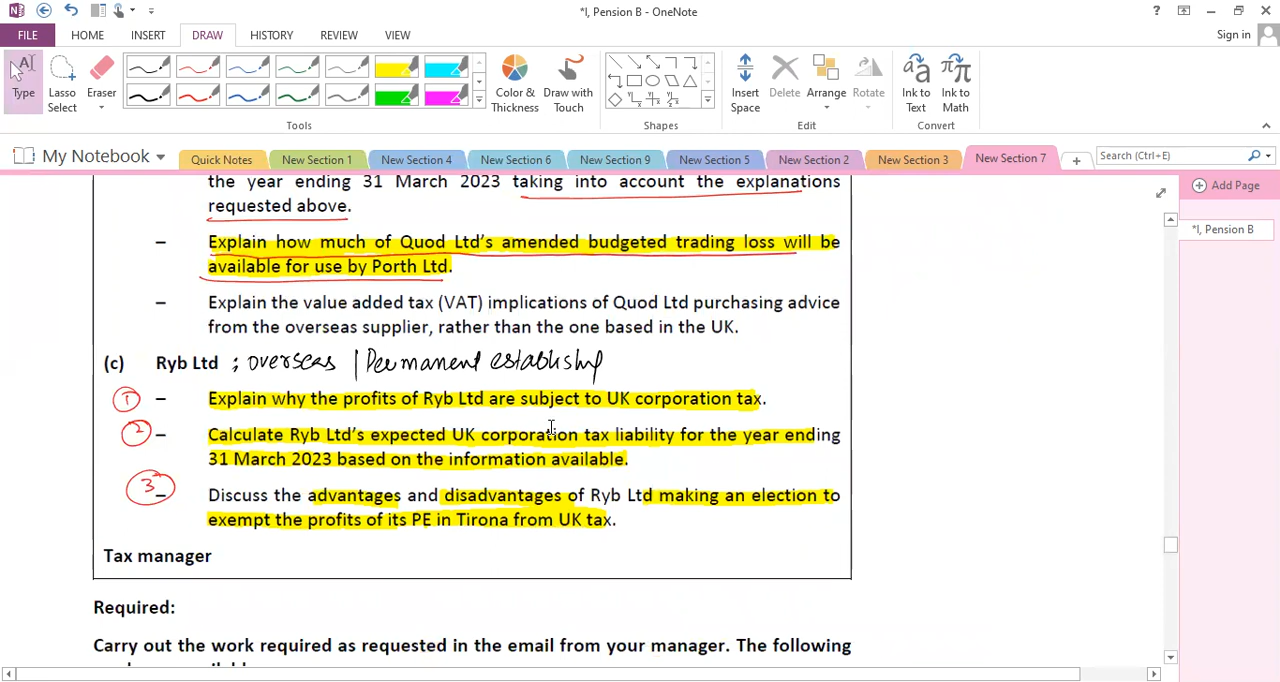 *I, Pension B - OneNote
?
FILE HOME INSERT DRAW HISTORY REVIEW VIEW Sign in
Type Lasso Select Eraser Color & Thickness Draw with Touch Insert Space Delete Arrange Rotate Ink to Text Ink to Math
Tools Shapes Edit Convert
My Notebook Quick Notes New Section 1 New Section 4 New Section 6 New Section 9 New Section 5 New Section 2 New Section 3 New Section 7 + Search (Ctrl+E)
Add Page
*I, Pension B
the year ending 31 March 2023 taking into account the explanations
requested above.
– Explain how much of Quod Ltd's amended budgeted trading loss will be
available for use by Porth Ltd.
– Explain the value added tax (VAT) implications of Quod Ltd purchasing advice
from the overseas supplier, rather than the one based in the UK.
(c) Ryb Ltd ; overseas | Permanent establishp
1 – Explain why the profits of Ryb Ltd are subject to UK corporation tax.
2 – Calculate Ryb Ltd's expected UK corporation tax liability for the year ending
31 March 2023 based on the information available.
3 – Discuss the advantages and disadvantages of Ryb Ltd making an election to
exempt the profits of its PE in Tirona from UK tax.
Tax manager
Required:
Carry out the work required as requested in the email from your manager. The following